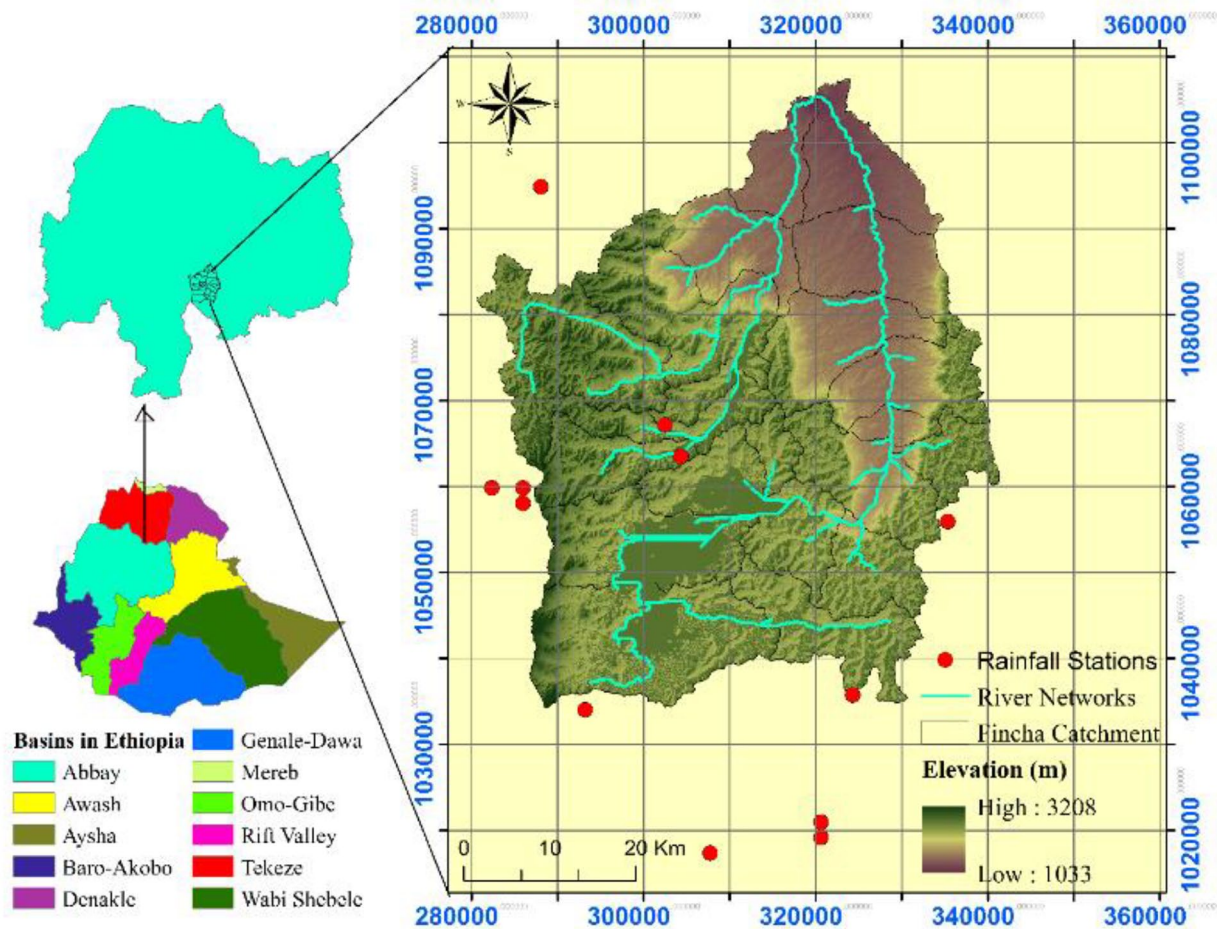 280000 300000 320000 340000 360000
N
W E
S
1100000
1090000
1080000
1070000
1060000
1050000
1040000
1030000
1020000
Rainfall Stations
River Networks
Fincha Catchment
Elevation (m)
High : 3208
Low : 1033
0 10 20 Km
280000 300000 320000 340000 360000
Basins in Ethiopia
Abbay
Awash
Aysha
Baro-Akobo
Denakle
Genale-Dawa
Mereb
Omo-Gibe
Rift Valley
Tekeze
Wabi Shebele